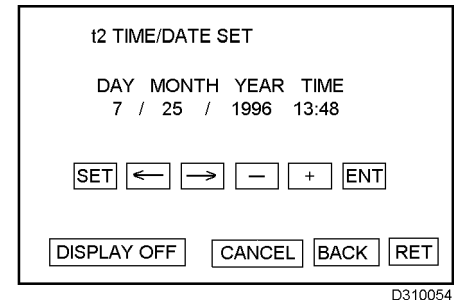 t2 TIME/DATE SET
DAY MONTH YEAR TIME
7 / 25 / 1996 13:48
SET ← → − + ENT
DISPLAY OFF CANCEL BACK RET
D310054